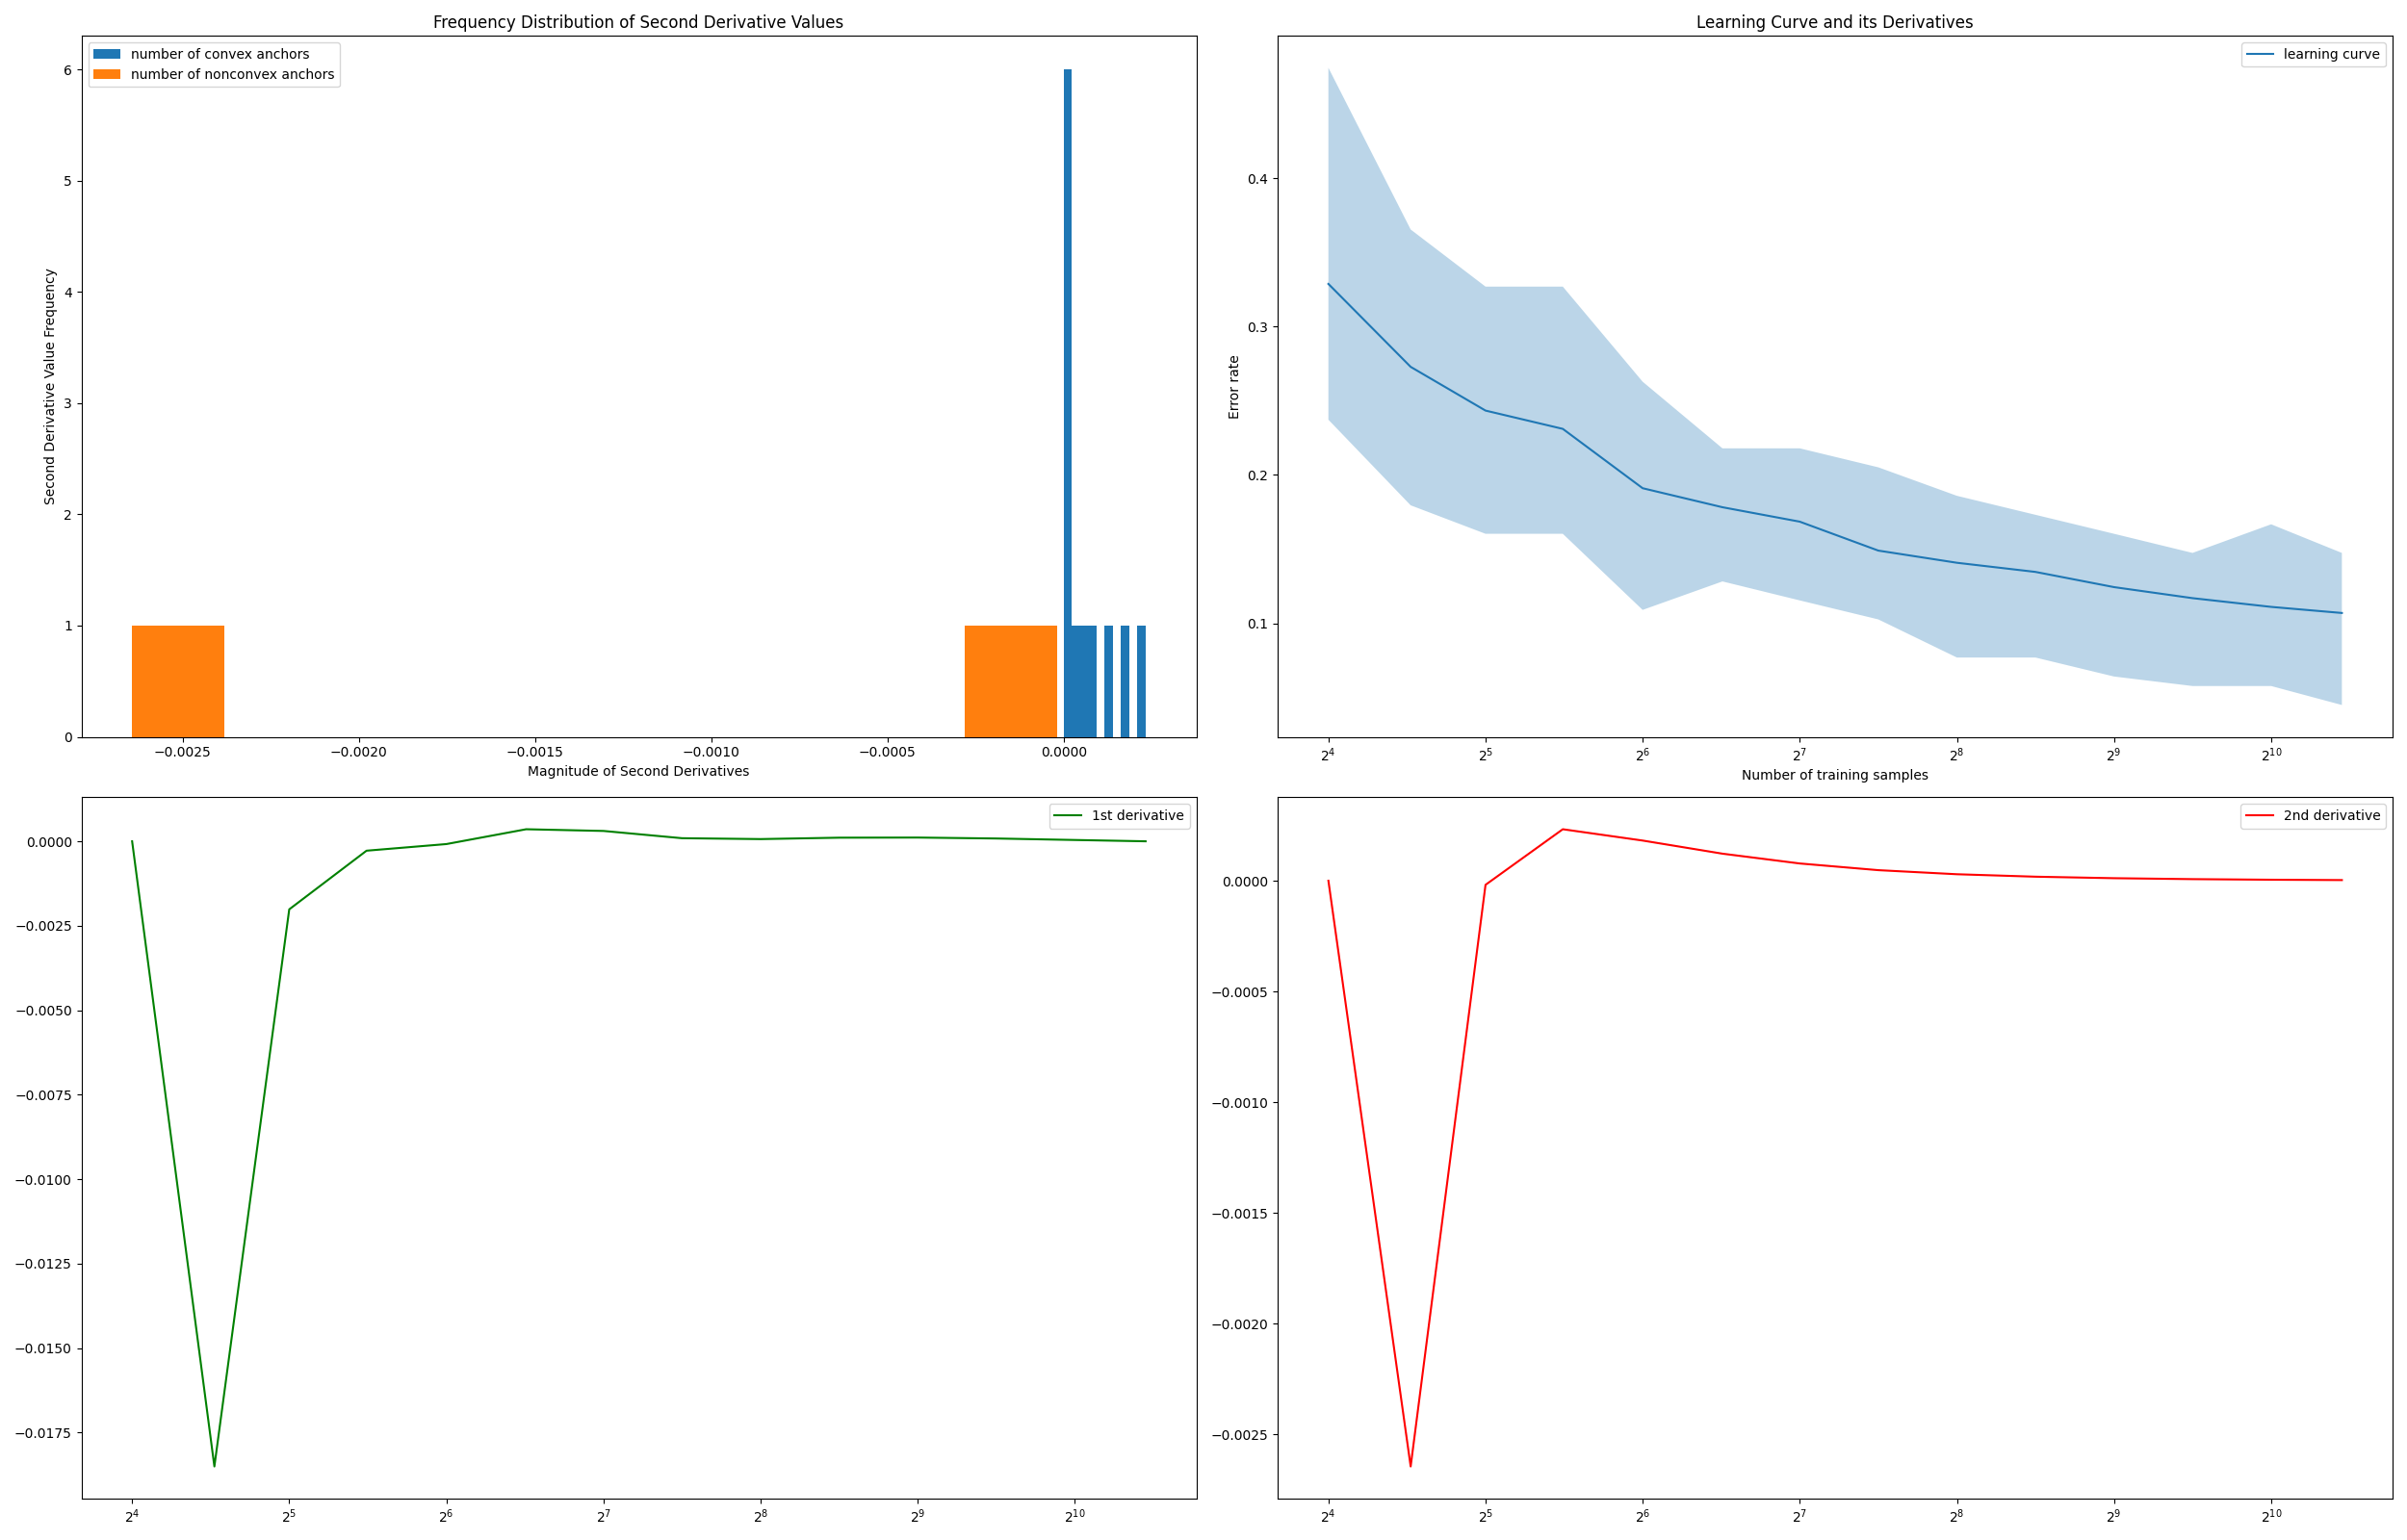 Frequency Distribution of Second Derivative Values
number of convex anchors
number of nonconvex anchors
6
5
4
3
2
1
0
Second Derivative Value Frequency
−0.0025 −0.0020 −0.0015 −0.0010 −0.0005 0.0000
Magnitude of Second Derivatives
Learning Curve and its Derivatives
learning curve
0.4
0.3
0.2
0.1
Error rate
2⁴ 2⁵ 2⁶ 2⁷ 2⁸ 2⁹ 2¹⁰
Number of training samples
1st derivative
0.0000
−0.0025
−0.0050
−0.0075
−0.0100
−0.0125
−0.0150
−0.0175
2⁴ 2⁵ 2⁶ 2⁷ 2⁸ 2⁹ 2¹⁰
2nd derivative
0.0000
−0.0005
−0.0010
−0.0015
−0.0020
−0.0025
2⁴ 2⁵ 2⁶ 2⁷ 2⁸ 2⁹ 2¹⁰